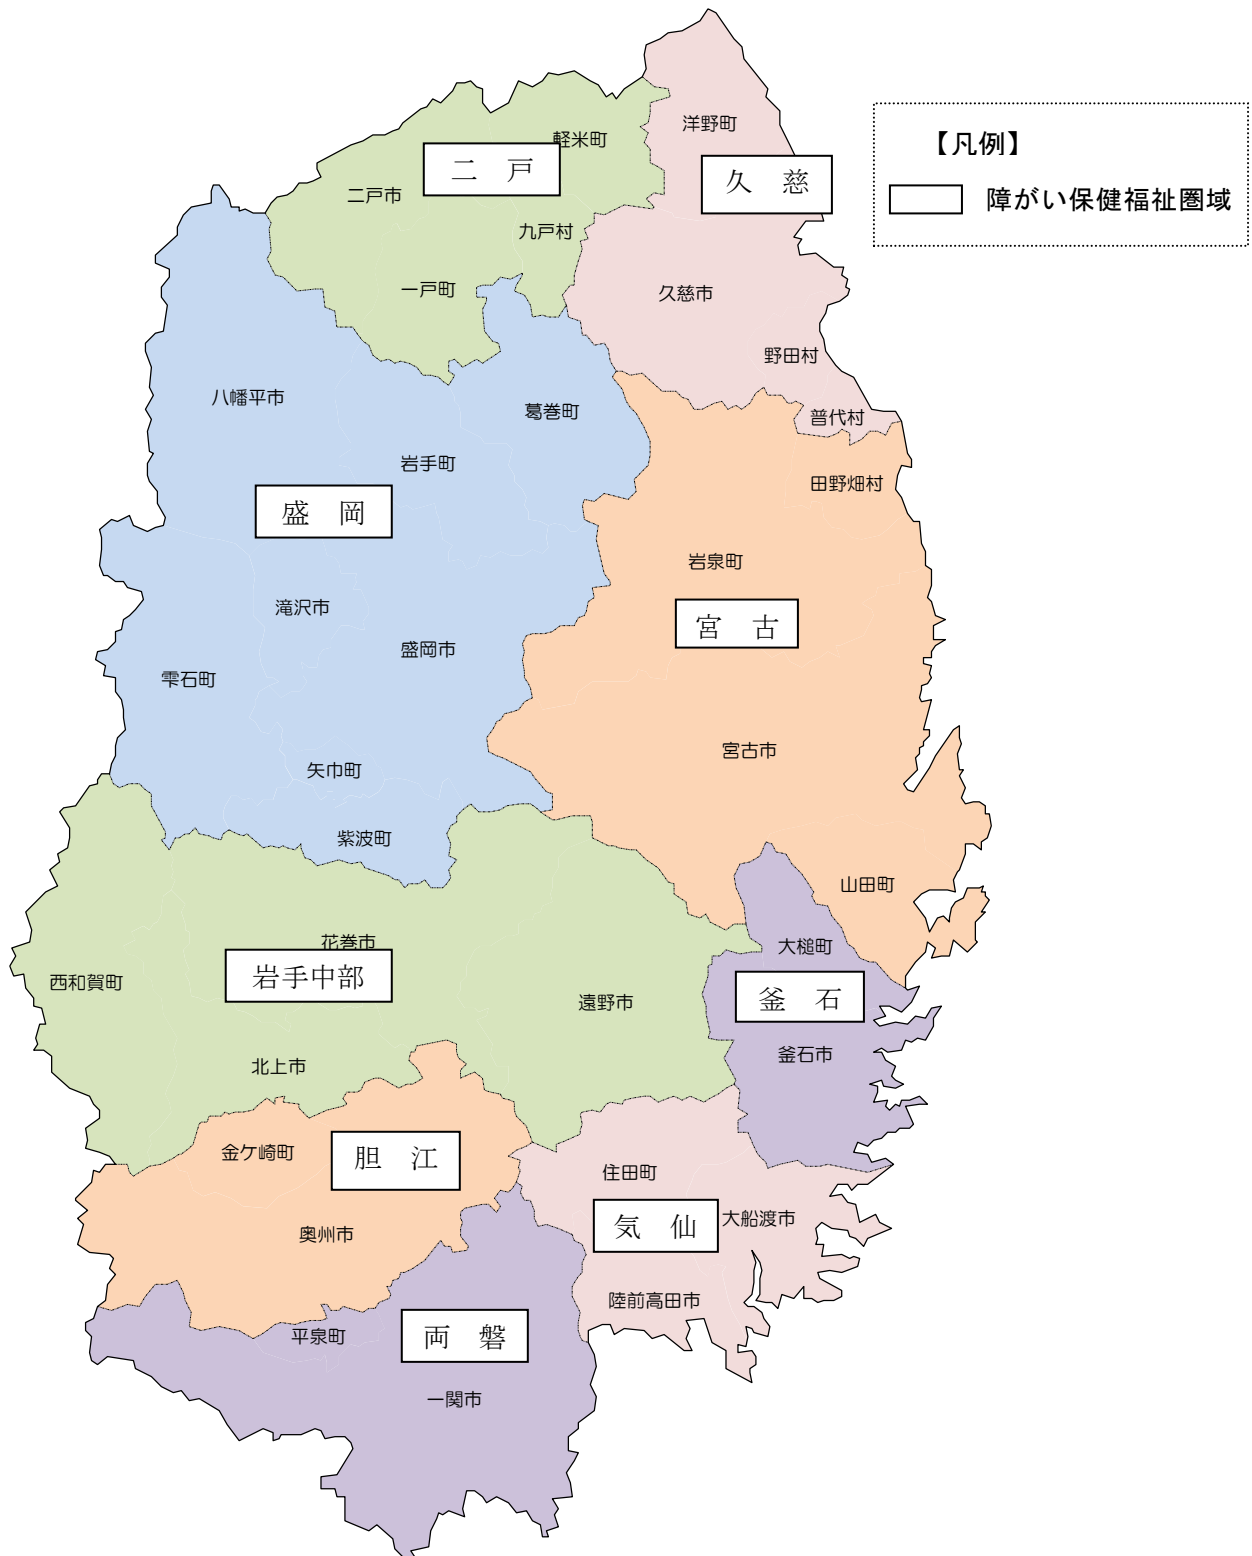 洋野町
【凡例】
障がい保健福祉圏域
軽米町
二　戸
久　慈
二戸市
九戸村
一戸町
久慈市
野田村
八幡平市
葛巻町
普代村
岩手町
田野畑村
盛　岡
岩泉町
滝沢市
宮　古
盛岡市
雫石町
宮古市
矢巾町
紫波町
山田町
花巻市
大槌町
西和賀町
岩手中部
釜　石
遠野市
釜石市
北上市
金ケ崎町
胆　江
住田町
気　仙
大船渡市
奥州市
陸前高田市
平泉町
両　磐
一関市